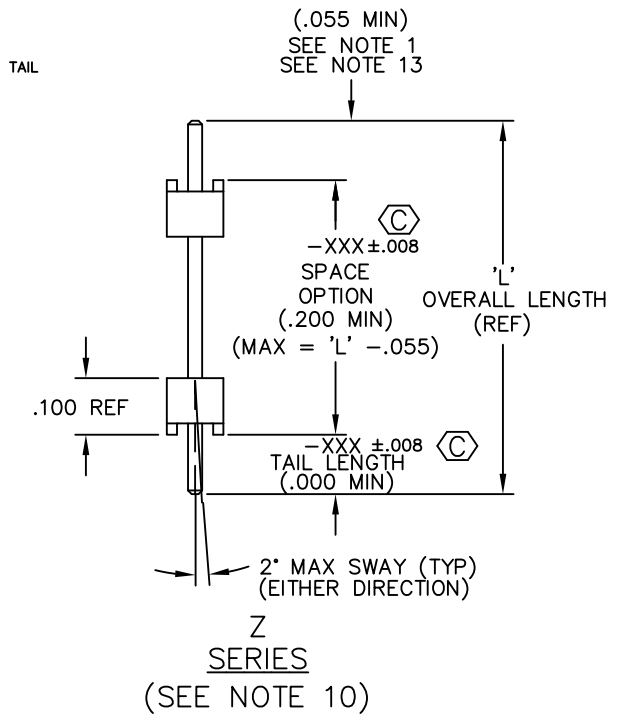 (.055 MIN)
SEE NOTE 1
SEE NOTE 13
TAIL
C
-XXX±.008
SPACE
OPTION
(.200 MIN)
(MAX = 'L' -.055)
'L'
OVERALL LENGTH
(REF)
.100 REF
-XXX ±.008 C
TAIL LENGTH
(.000 MIN)
2° MAX SWAY (TYP)
(EITHER DIRECTION)
Z
SERIES
(SEE NOTE 10)